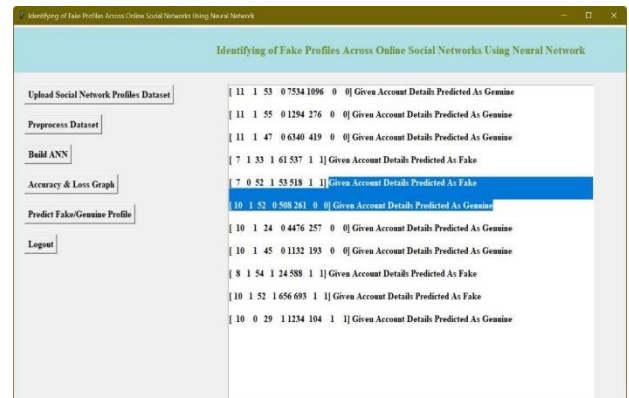 Identifying of Fake Profiles Across Online Social Networks Using Neural Network
Identifying of Fake Profiles Across Online Social Networks Using Neural Network
Upload Social Network Profiles Dataset
Preprocess Dataset
Build ANN
Accuracy & Loss Graph
Predict Fake/Genuine Profile
Logout
[ 11 1 53 0 7534 1096 0 0] Given Account Details Predicted As Genuine
[ 11 1 55 0 1294 276 0 0] Given Account Details Predicted As Genuine
[ 11 1 47 0 6340 419 0 0] Given Account Details Predicted As Genuine
[ 7 1 33 1 61 537 1 1] Given Account Details Predicted As Fake
[ 7 0 52 1 53 518 1 1] Given Account Details Predicted As Fake
[ 10 1 52 0 508 261 0 0] Given Account Details Predicted As Genuine
[ 10 1 24 0 4476 257 0 0] Given Account Details Predicted As Genuine
[ 10 1 45 0 1132 193 0 0] Given Account Details Predicted As Genuine
[ 8 1 54 1 24 588 1 1] Given Account Details Predicted As Fake
[ 10 1 52 1 656 693 1 1] Given Account Details Predicted As Fake
[ 10 0 29 1 1234 104 1 1] Given Account Details Predicted As Genuine